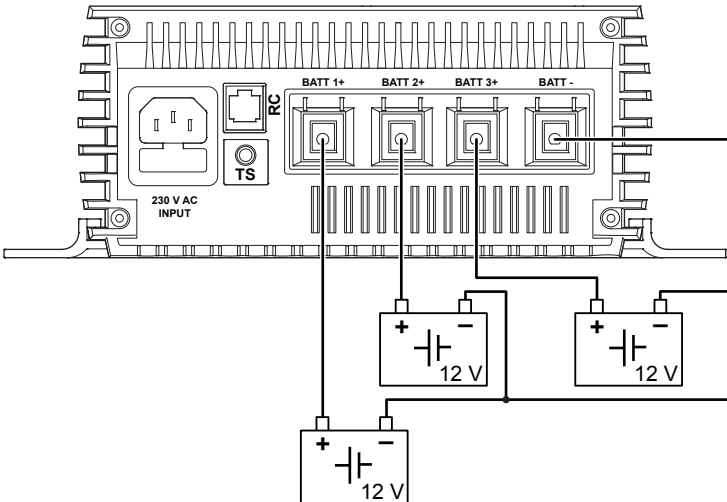 BATT 1+ BATT 2+ BATT 3+ BATT -
RC
TS
230 V AC
INPUT
+ −
12 V
+ −
12 V
+ −
12 V